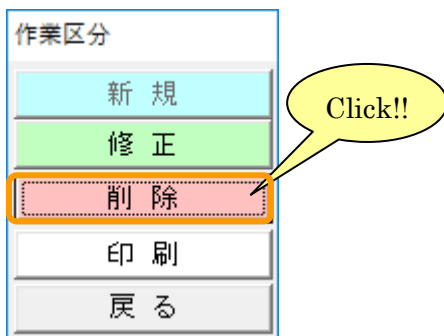 作業区分
新 規
修 正
Click!!
削 除
印 刷
戻 る